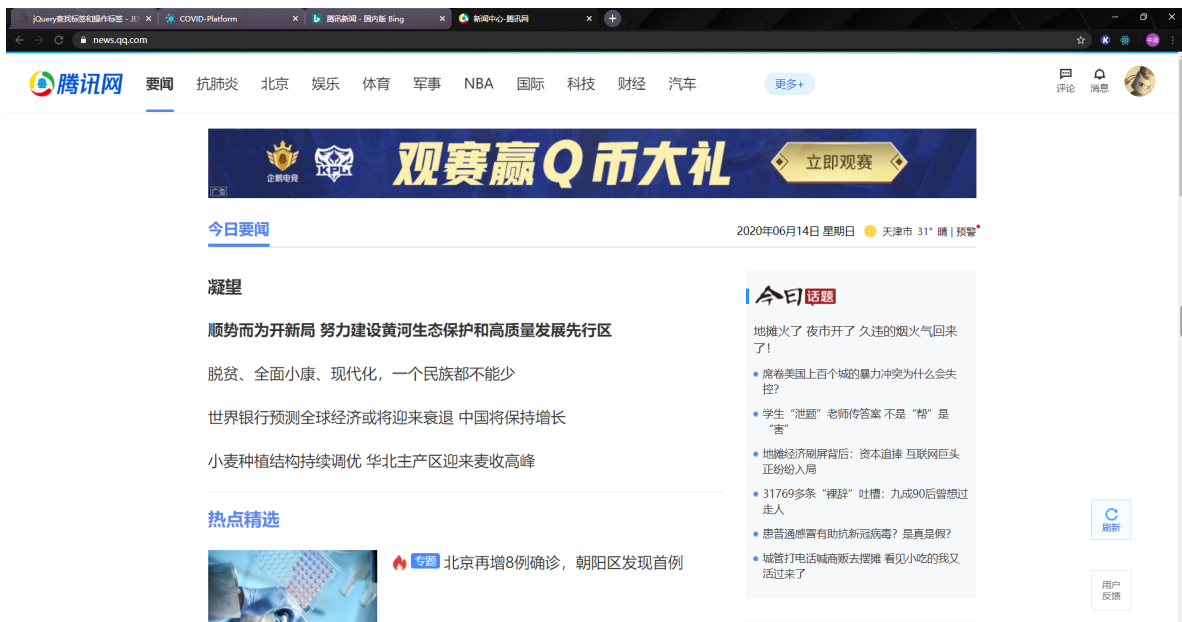 jQuery查找标签和操作标签 - JE
COVID-Platform
腾讯新闻 - 国内版 Bing
新闻中心-腾讯网
news.qq.com
腾讯网
要闻 抗肺炎 北京 娱乐 体育 军事 NBA 国际 科技 财经 汽车
更多+
评论
消息
企鹅电竞
KPL
观赛赢Q币大礼
立即观赛
广告
今日要闻
2020年06月14日 星期日 天津市 31° 晴 | 预警
凝望
顺势而为开新局 努力建设黄河生态保护和高质量发展先行区
脱贫、全面小康、现代化，一个民族都不能少
世界银行预测全球经济或将迎来衰退 中国将保持增长
小麦种植结构持续调优 华北主产区迎来麦收高峰
热点精选
专题 北京再增8例确诊，朝阳区发现首例
今日话题
地摊火了 夜市开了 久违的烟火气回来
了!
席卷美国上百个城的暴力冲突为什么会失
控?
学生“泄题”老师传答案 不是“帮”是
“害”
地摊经济刷屏背后：资本追捧 互联网巨头
正纷纷入局
31769多条“裸辞”吐槽：九成90后曾想过
走人
患普通感冒有助抗新冠病毒？是真是假?
城管打电话喊商贩去摆摊 看见小吃的我又
活过来了
刷新
用户
反馈